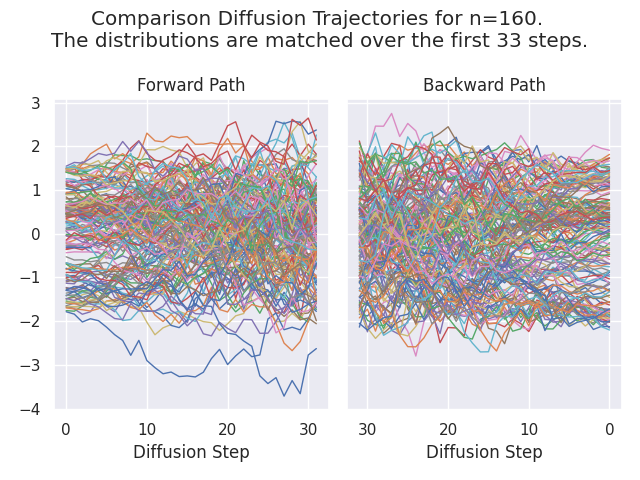 Comparison Diffusion Trajectories for n=160.
The distributions are matched over the first 33 steps.
Forward Path
Backward Path
3
2
1
0
−1
−2
−3
−4
0 10 20 30
30 20 10 0
Diffusion Step
Diffusion Step